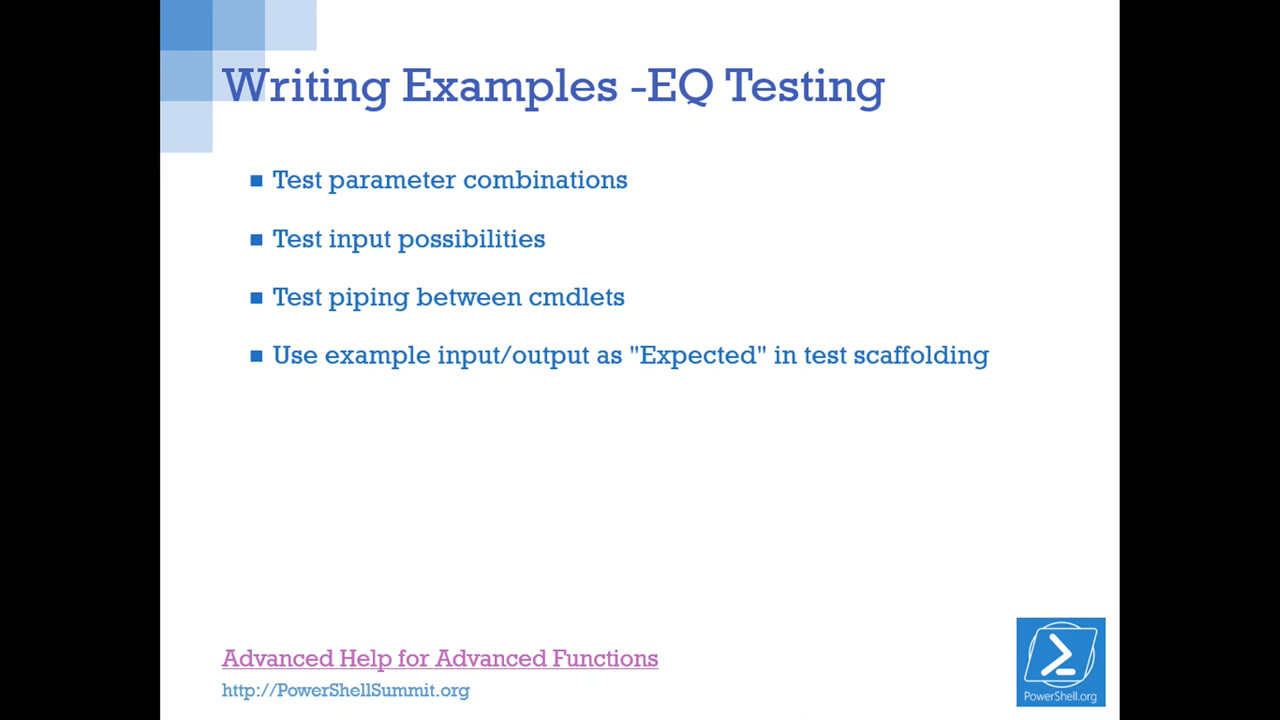 Writing Examples -EQ Testing
Test parameter combinations
Test input possibilities
Test piping between cmdlets
Use example input/output as "Expected" in test scaffolding
Advanced Help for Advanced Functions
http://PowerShellSummit.org
PowerShell.org